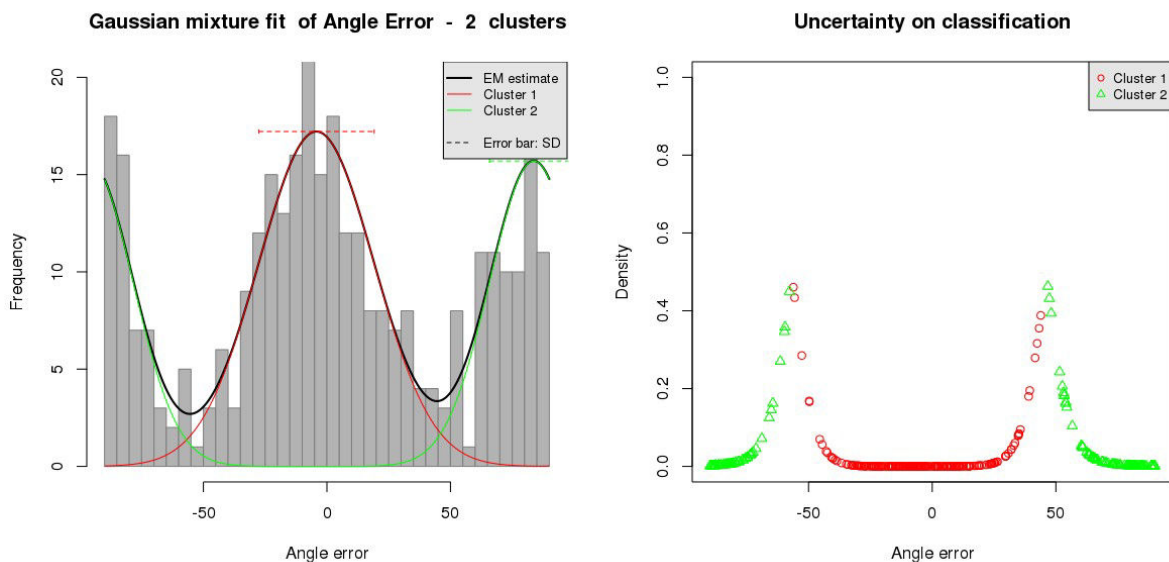 Gaussian mixture fit of Angle Error - 2 clusters
20
15
10
5
0
Frequency
-50
0
50
Angle error
EM estimate
Cluster 1
Cluster 2
Error bar: SD
Uncertainty on classification
1.0
0.8
0.6
0.4
0.2
0.0
Density
-50
0
50
Angle error
Cluster 1
Cluster 2